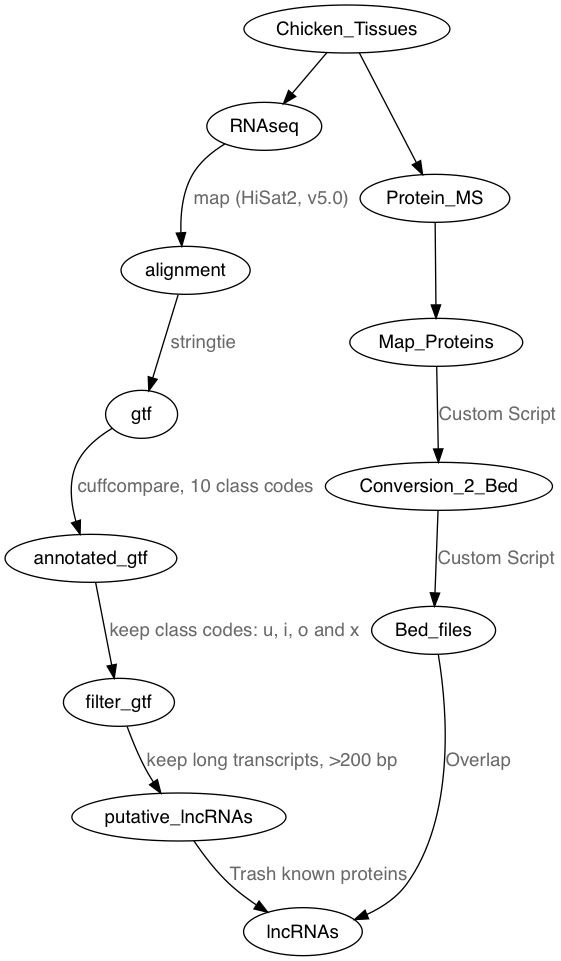 Chicken_Tissues
RNAseq
map (HiSat2, v5.0)
Protein_MS
alignment
stringtie
Map_Proteins
gtf
Custom Script
cuffcompare, 10 class codes
Conversion_2_Bed
annotated_gtf
Custom Script
keep class codes: u, i, o and x
Bed_files
filter_gtf
keep long transcripts, >200 bp
Overlap
putative_lncRNAs
Trash known proteins
lncRNAs